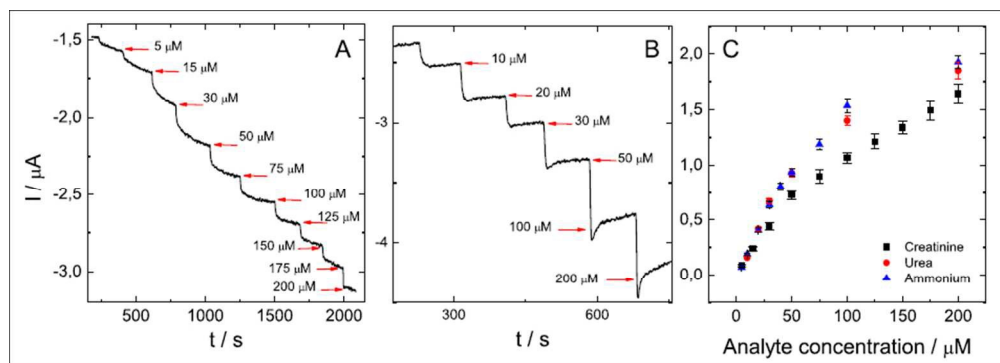 A
-1,5
-2,0
-2,5
-3,0
I / µA
5 µM
15 µM
30 µM
50 µM
75 µM
100 µM
125 µM
150 µM
175 µM
200 µM
500 1000 1500 2000
t / s
B
-3
-4
10 µM
20 µM
30 µM
50 µM
100 µM
200 µM
300 600
t / s
C
2,0
1,5
1,0
0,5
0,0
Creatinine
Urea
Ammonium
0 50 100 150 200
Analyte concentration / µM